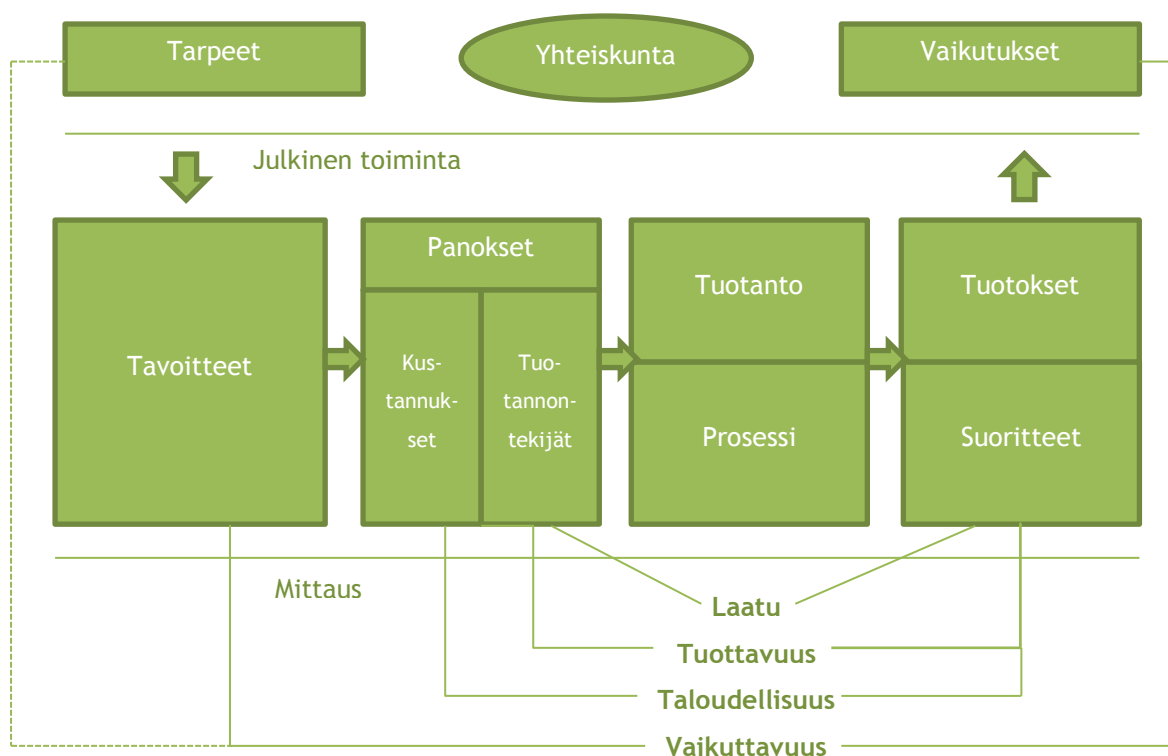 Tarpeet
Yhteiskunta
Vaikutukset
Julkinen toiminta
Tavoitteet
Panokset
Kus-
tannuk-
set
Tuo-
tannon-
tekijät
Tuotanto
Prosessi
Tuotokset
Suoritteet
Mittaus
Laatu
Tuottavuus
Taloudellisuus
Vaikuttavuus